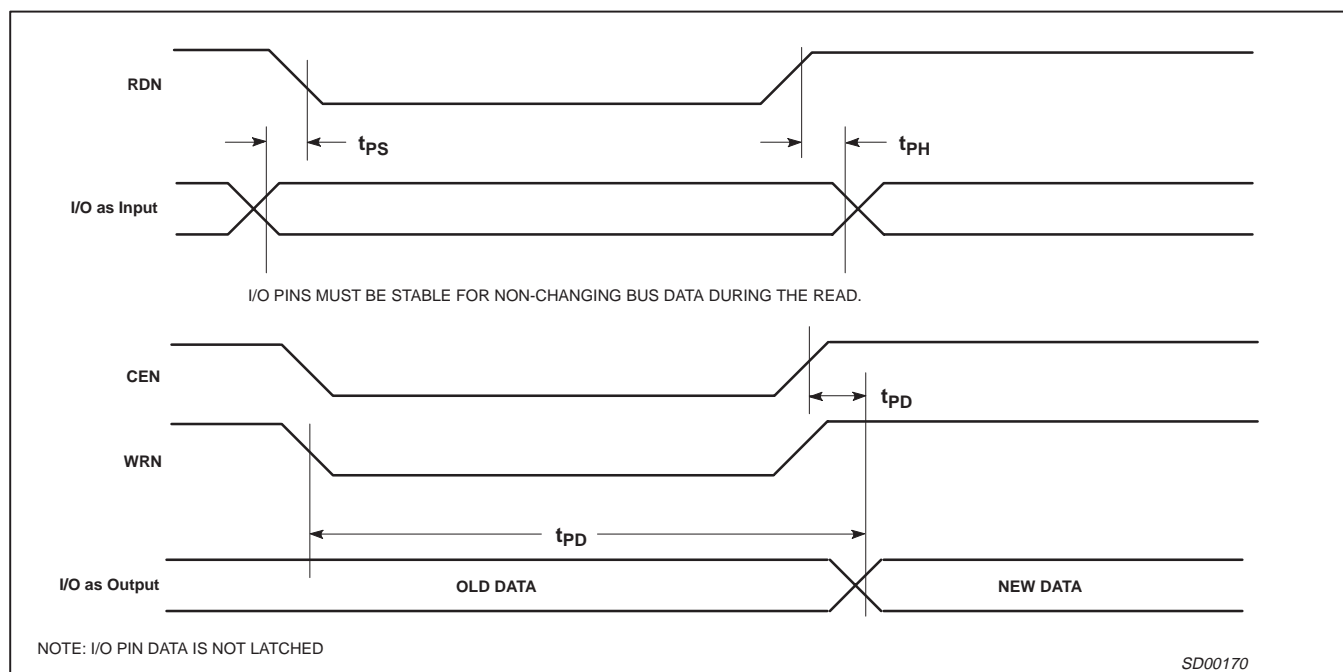 RDN
tPS
tPH
I/O as Input
I/O PINS MUST BE STABLE FOR NON-CHANGING BUS DATA DURING THE READ.
CEN
tPD
WRN
tPD
I/O as Output
OLD DATA
NEW DATA
NOTE: I/O PIN DATA IS NOT LATCHED
SD00170